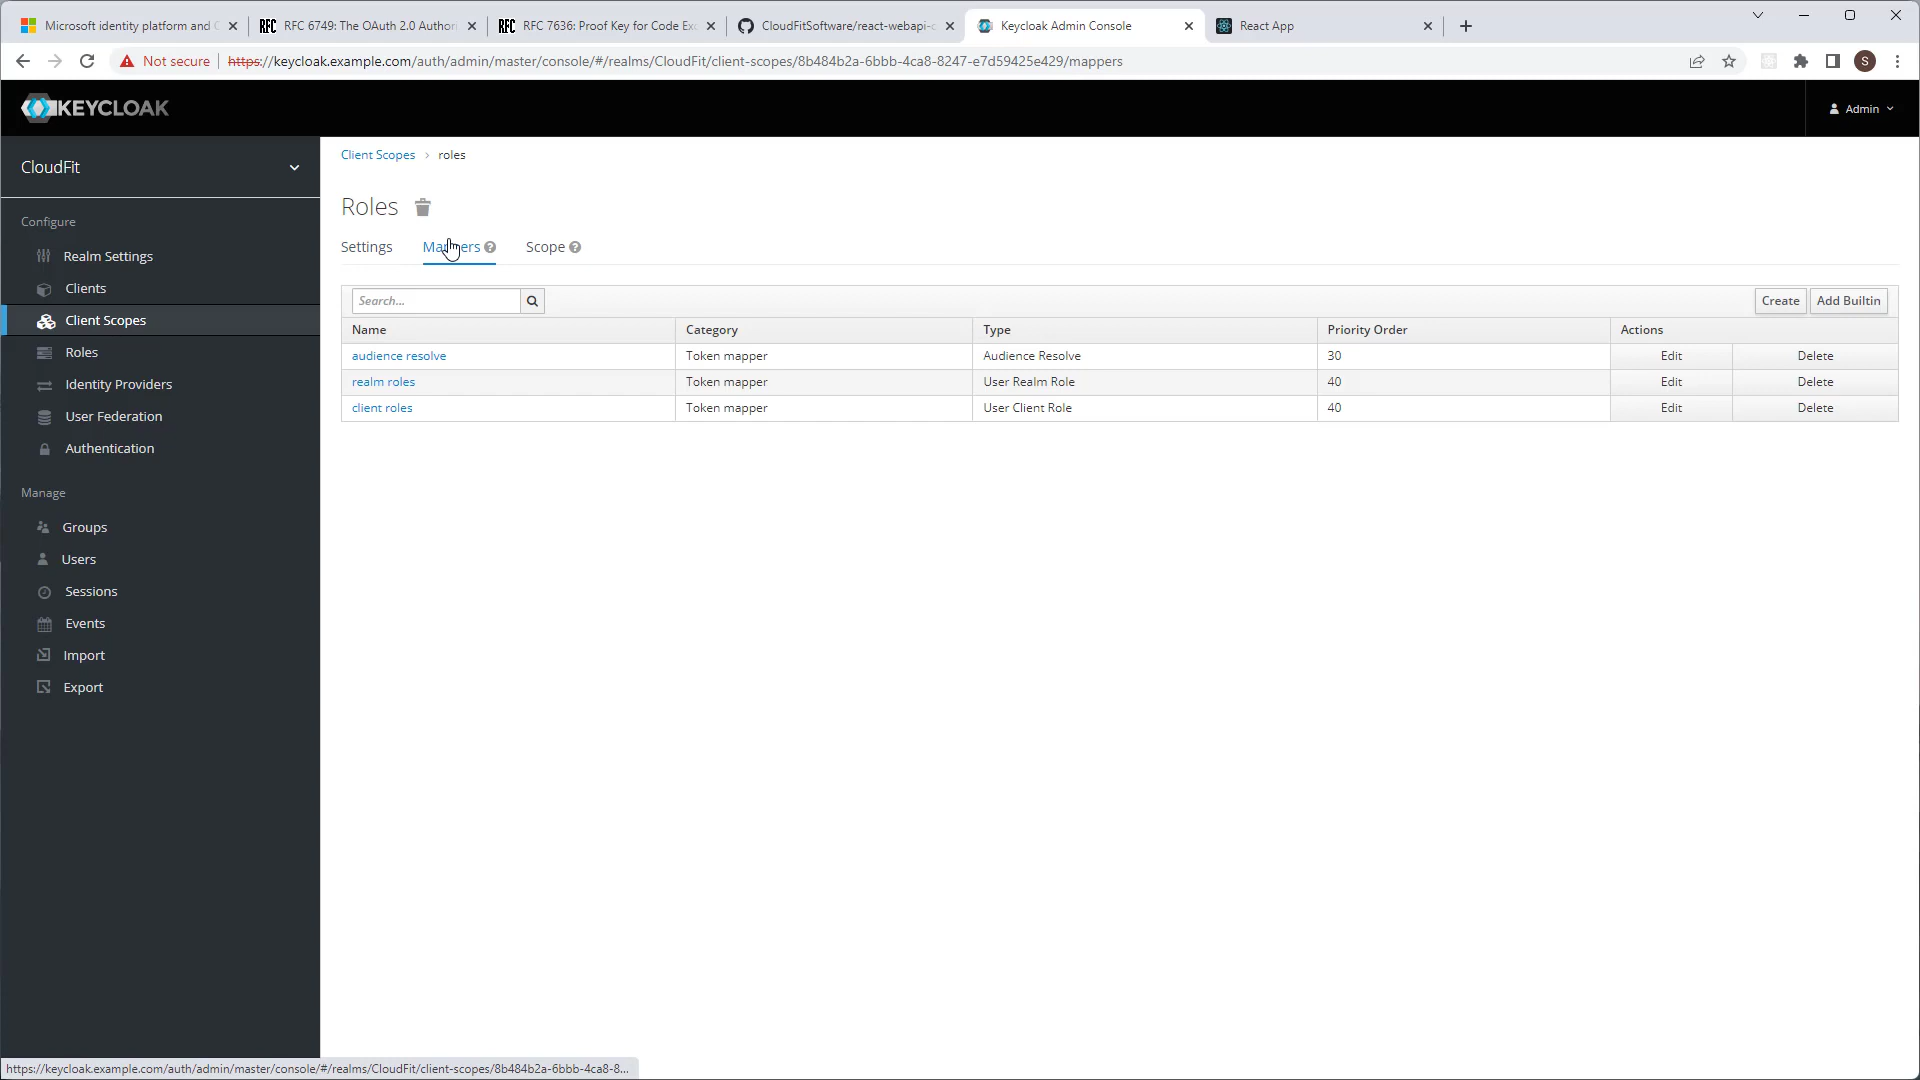 Microsoft identity platform and
RFC 6749: The OAuth 2.0 Author
RFC 7636: Proof Key for Code Exc
CloudFitSoftware/react-webapi-c
Keycloak Admin Console
React App
Not secure
https://keycloak.example.com/auth/admin/master/console/#/realms/CloudFit/client-scopes/8b484b2a-6bbb-4ca8-8247-e7d59425e429/mappers
S
KEYCLOAK
Admin
CloudFit
Configure
Realm Settings
Clients
Client Scopes
Roles
Identity Providers
User Federation
Authentication
Manage
Groups
Users
Sessions
Events
Import
Export
Client Scopes › roles
Roles
Settings Mappers ? Scope ?
Search...
Create Add Builtin
Name Category Type Priority Order Actions
audience resolve Token mapper Audience Resolve 30 Edit Delete
realm roles Token mapper User Realm Role 40 Edit Delete
client roles Token mapper User Client Role 40 Edit Delete
https://keycloak.example.com/auth/admin/master/console/#/realms/CloudFit/client-scopes/8b484b2a-6bbb-4ca8-8...